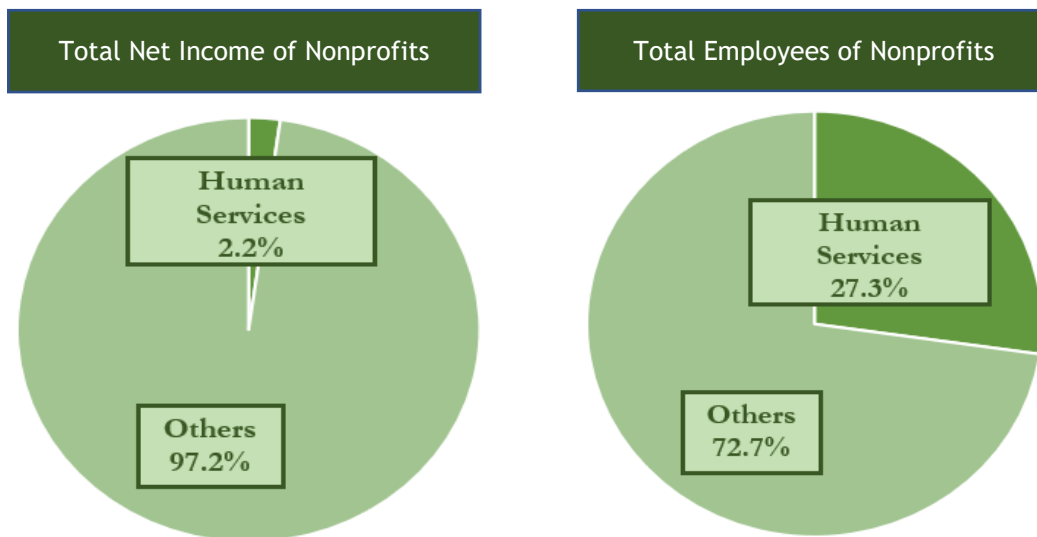 Total Net Income of Nonprofits
Human
Services
2.2%
Others
97.2%
Total Employees of Nonprofits
Human
Services
27.3%
Others
72.7%